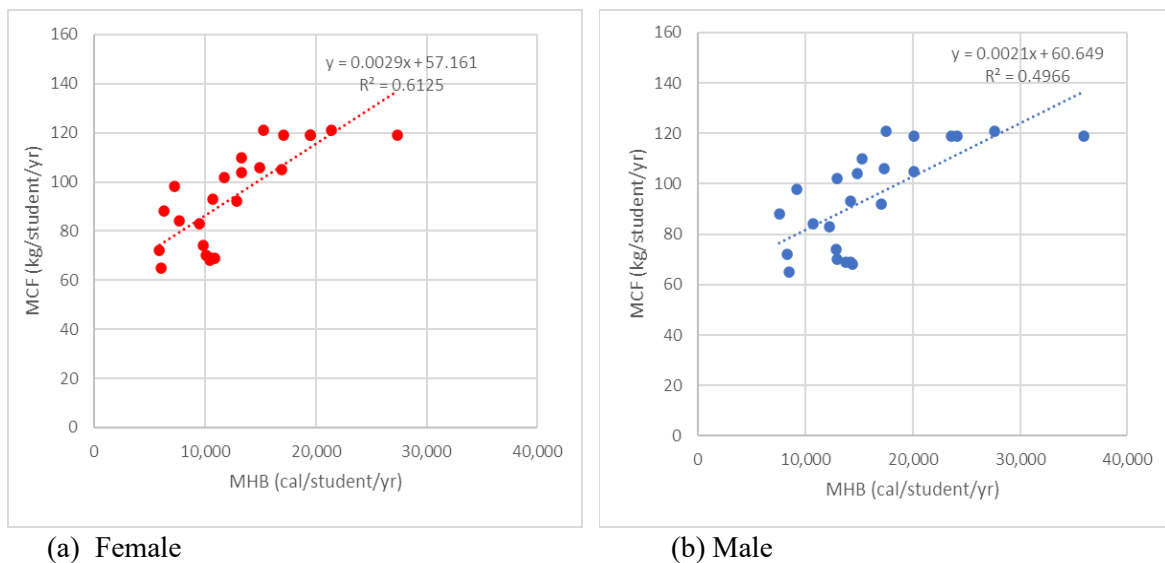 160
140
120
100
80
60
40
20
0
MCF (kg/student/yr)
y = 0.0029x + 57.161
R² = 0.6125
0
10,000
20,000
30,000
40,000
MHB (cal/student/yr)
(a) Female
160
140
120
100
80
60
40
20
0
MCF (kg/student/yr)
y = 0.0021x + 60.649
R² = 0.4966
0
10,000
20,000
30,000
40,000
MHB (cal/student/yr)
(b) Male